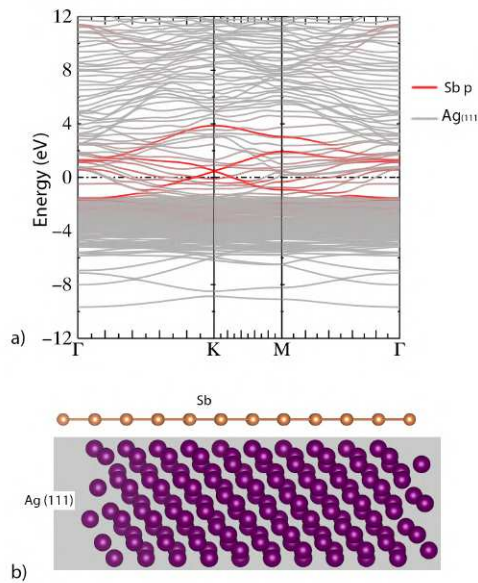 12
8
4
0
−4
−8
−12
Energy (eV)
Γ
K
M
Γ
Sb p
Ag(111
a)
Sb
Ag (111)
b)